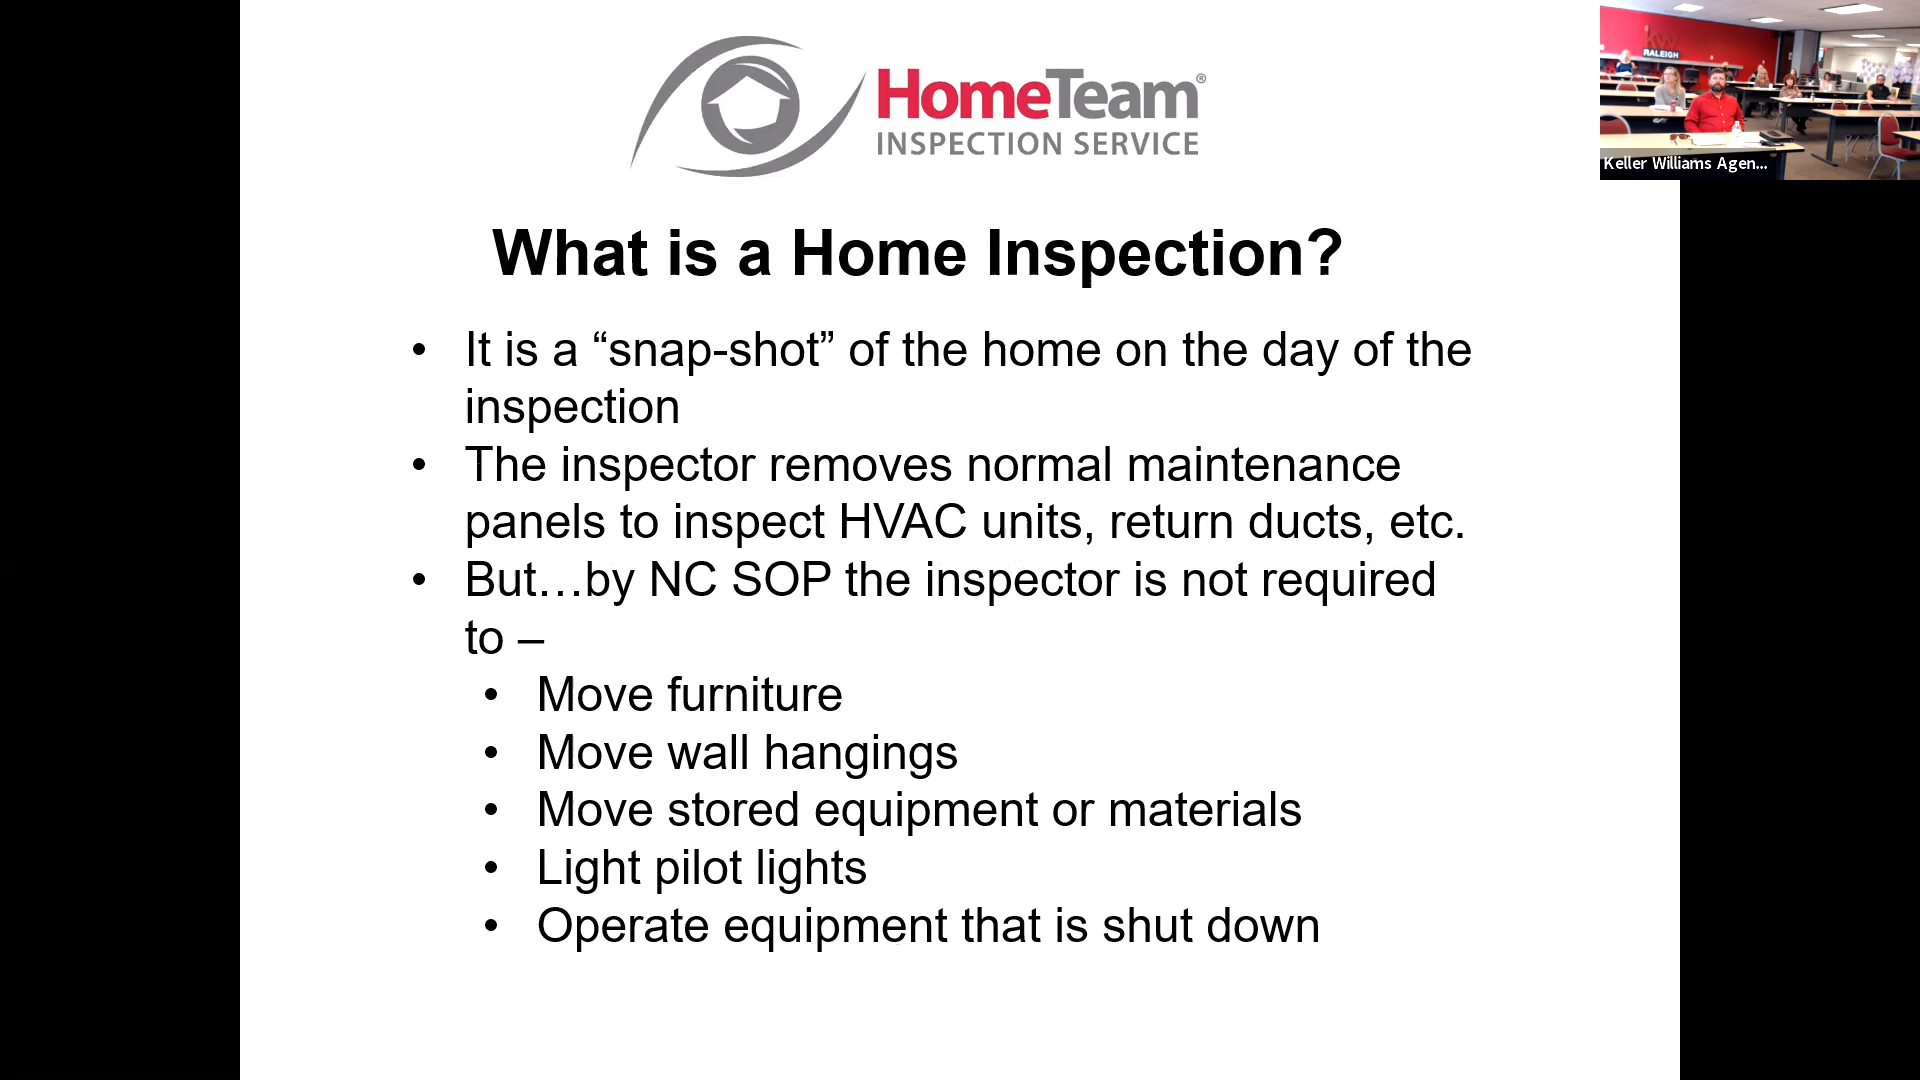 HomeTeam®
INSPECTION SERVICE
RALEIGH
Keller Williams Agen...
What is a Home Inspection?
• It is a “snap-shot” of the home on the day of the
inspection
• The inspector removes normal maintenance
panels to inspect HVAC units, return ducts, etc.
• But…by NC SOP the inspector is not required
to –
• Move furniture
• Move wall hangings
• Move stored equipment or materials
• Light pilot lights
• Operate equipment that is shut down